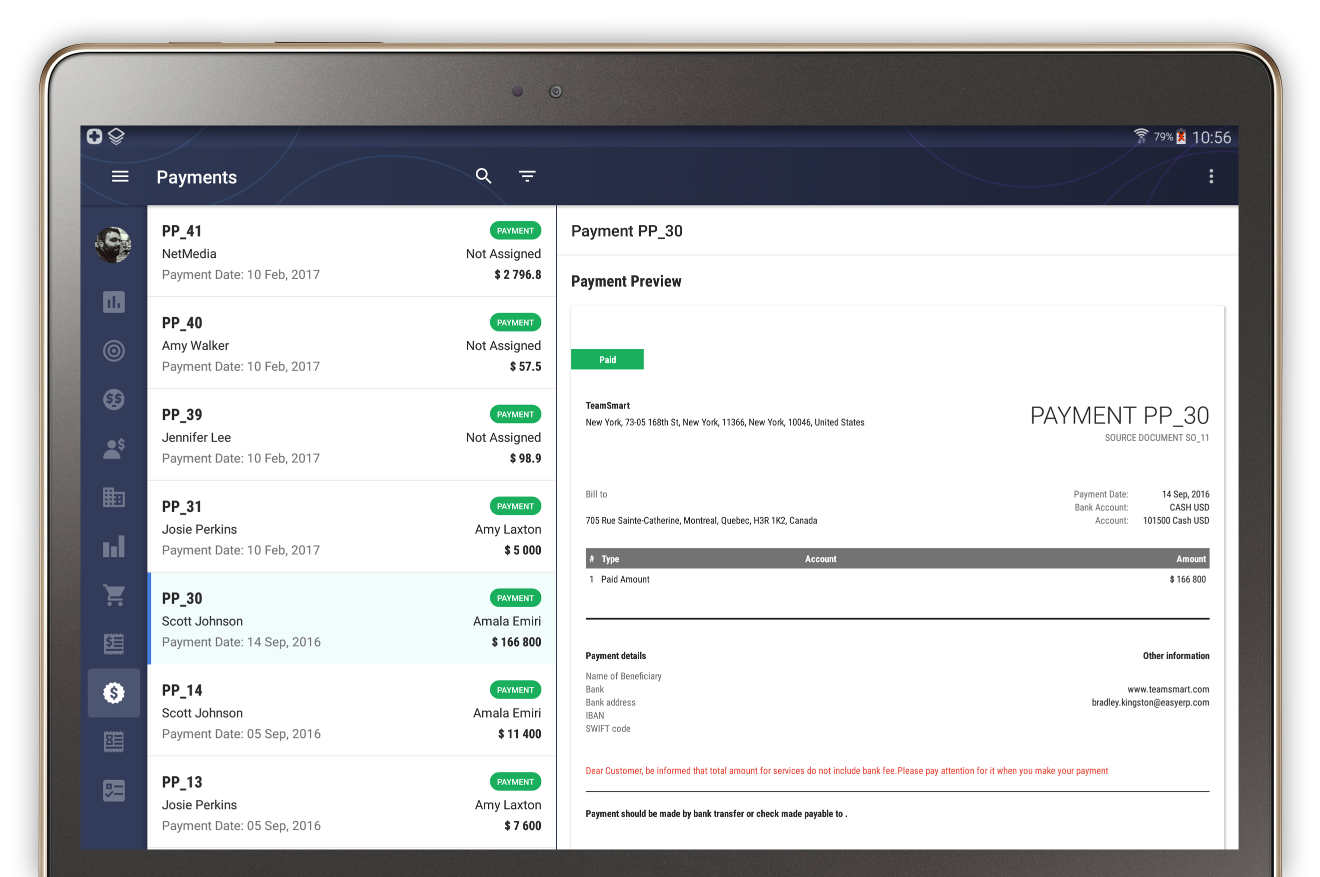 79% 10:56
Payments
PP_41 PAYMENT
NetMedia Not Assigned
Payment Date: 10 Feb, 2017 $ 2 796.8
PP_40 PAYMENT
Amy Walker Not Assigned
Payment Date: 10 Feb, 2017 $ 57.5
PP_39 PAYMENT
Jennifer Lee Not Assigned
Payment Date: 10 Feb, 2017 $ 98.9
PP_31 PAYMENT
Josie Perkins Amy Laxton
Payment Date: 10 Feb, 2017 $ 5 000
PP_30 PAYMENT
Scott Johnson Amala Emiri
Payment Date: 14 Sep, 2016 $ 166 800
PP_14 PAYMENT
Scott Johnson Amala Emiri
Payment Date: 05 Sep, 2016 $ 11 400
PP_13 PAYMENT
Josie Perkins Amy Laxton
Payment Date: 05 Sep, 2016 $ 7 600
Payment PP_30
Payment Preview
Paid
TeamSmart
New York, 73-05 168th St, New York, 11366, New York, 10046, United States
PAYMENT PP_30
SOURCE DOCUMENT SO_11
Bill to
705 Rue Sainte-Catherine, Montreal, Quebec, H3R 1K2, Canada
Payment Date: 14 Sep, 2016
Bank Account: CASH USD
Account: 101500 Cash USD
# Type Account Amount
1 Paid Amount $ 166 800
Payment details
Name of Beneficiary
Bank
Bank address
IBAN
SWIFT code
Other information
www.teamsmart.com
bradley.kingston@easyerp.com
Dear Customer, be informed that total amount for services do not include bank fee.Please pay attention for it when you make your payment
Payment should be made by bank transfer or check made payable to .